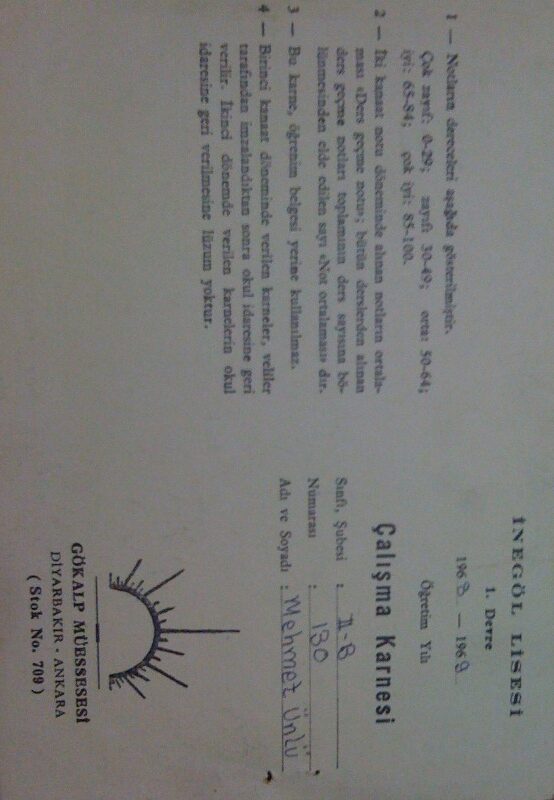 1 — Notların dereceleri aşağıda gösterilmiştir.
Çok zayıf: 0-29; zayıf: 30-49; orta: 50-64;
iyi: 65-84; çok iyi: 85-100.
2 — İki kanaat notu döneminde alınan notların ortala-
ması «Ders geçme notu»; bütün derslerden alınan
ders geçme notları toplamının ders sayısına bö-
lünmesinden elde edilen sayı «Not ortalaması» dır.
3 — Bu karne, öğrenim belgesi yerine kullanılmaz.
4 — Birinci kanaat döneminde verilen karneler, veliler
tarafından imzalandıktan sonra okul idaresine geri
verilir. İkinci dönemde verilen karnelerin okul
idaresine geri verilmesine lüzum yoktur.
İNEGÖL LİSESİ
1. Devre
1968 — 1969
Öğretim Yılı
Çalışma Karnesi
Sınıfı, Şubesi : II-B
Numarası : 130
Adı ve Soyadı : Mehmet Ünlü
GÖKALP MÜESSESESİ
DİYARBAKIR - ANKARA
( Stok No. 709 )